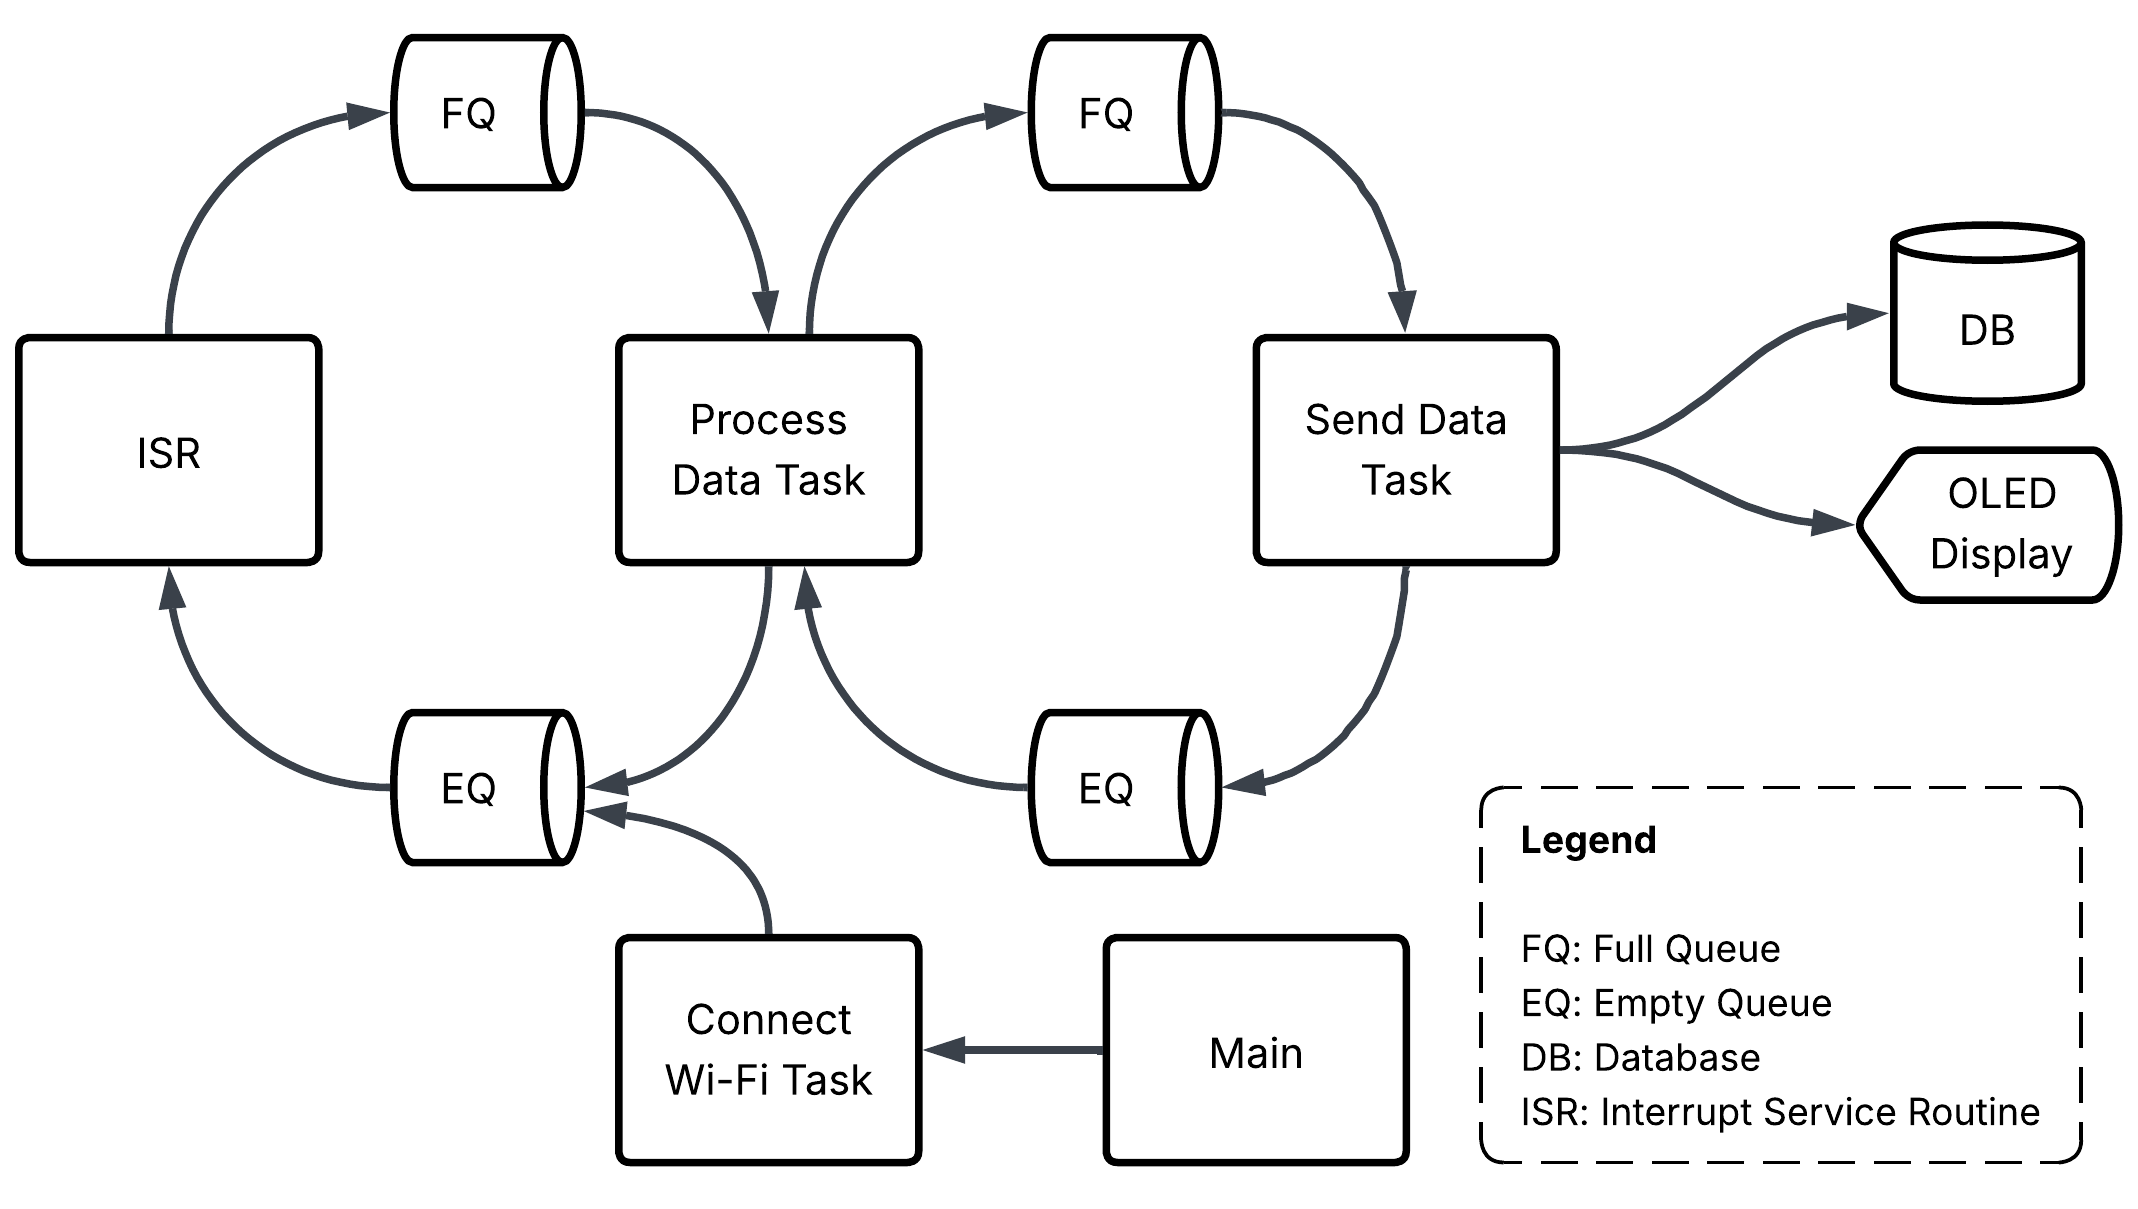 FQ
FQ
ISR
Process
Data Task
Send Data
Task
DB
OLED
Display
EQ
EQ
Connect
Wi-Fi Task
Main
Legend
FQ: Full Queue
EQ: Empty Queue
DB: Database
ISR: Interrupt Service Routine